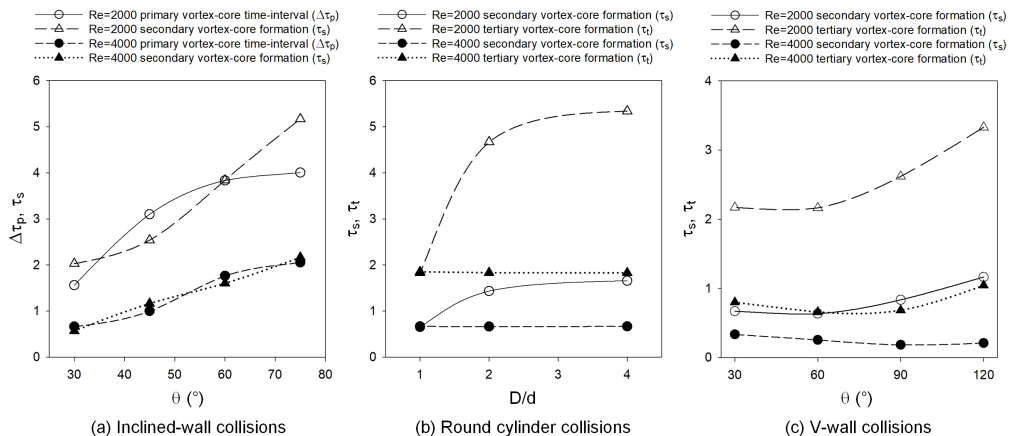 Re=2000 primary vortex-core time-interval (Δτp)
Re=2000 secondary vortex-core formation (τs)
Re=4000 primary vortex-core time-interval (Δτp)
Re=4000 secondary vortex-core formation (τs)
6
5
4
3
2
1
0
Δτp, τs
30 40 50 60 70 80
θ (°)
(a) Inclined-wall collisions
Re=2000 secondary vortex-core formation (τs)
Re=2000 tertiary vortex-core formation (τt)
Re=4000 secondary vortex-core formation (τs)
Re=4000 tertiary vortex-core formation (τt)
6
5
4
3
2
1
0
τs, τt
1 2 3 4
D/d
(b) Round cylinder collisions
Re=2000 secondary vortex-core formation (τs)
Re=2000 tertiary vortex-core formation (τt)
Re=4000 secondary vortex-core formation (τs)
Re=4000 tertiary vortex-core formation (τt)
4
3
2
1
0
τs, τt
30 60 90 120
θ (°)
(c) V-wall collisions